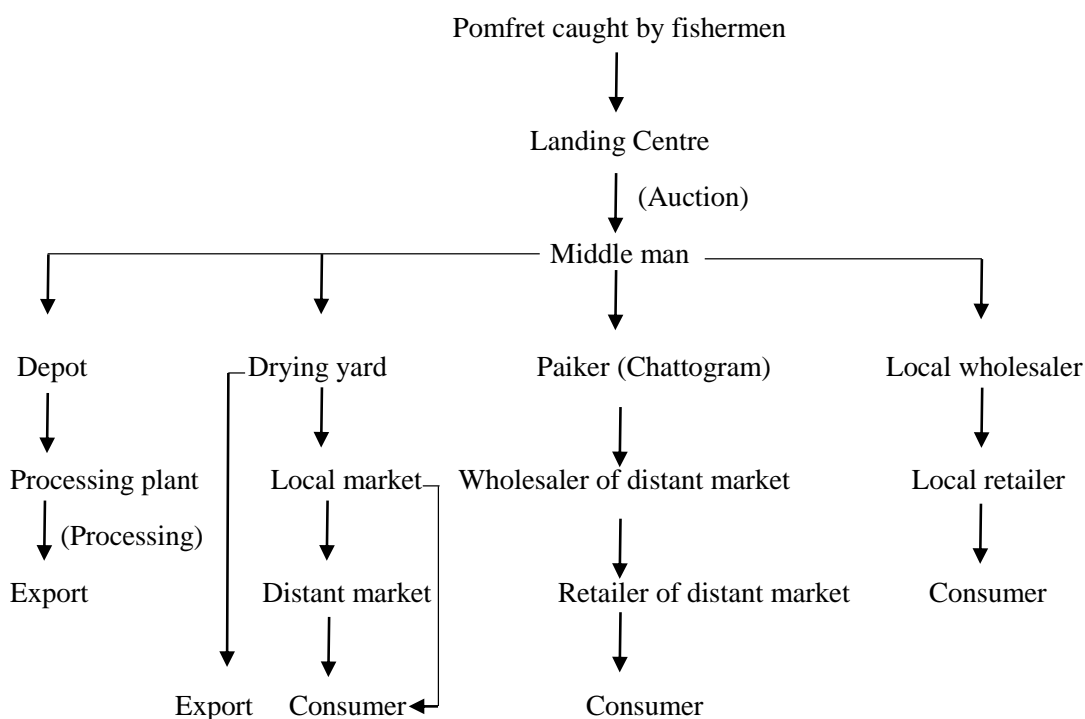 Pomfret caught by fishermen
Landing Centre
(Auction)
Middle man
Depot
Drying yard
Paiker (Chattogram)
Local wholesaler
Processing plant
Local market
Wholesaler of distant market
Local retailer
(Processing)
Export
Distant market
Retailer of distant market
Consumer
Export
Consumer
Consumer